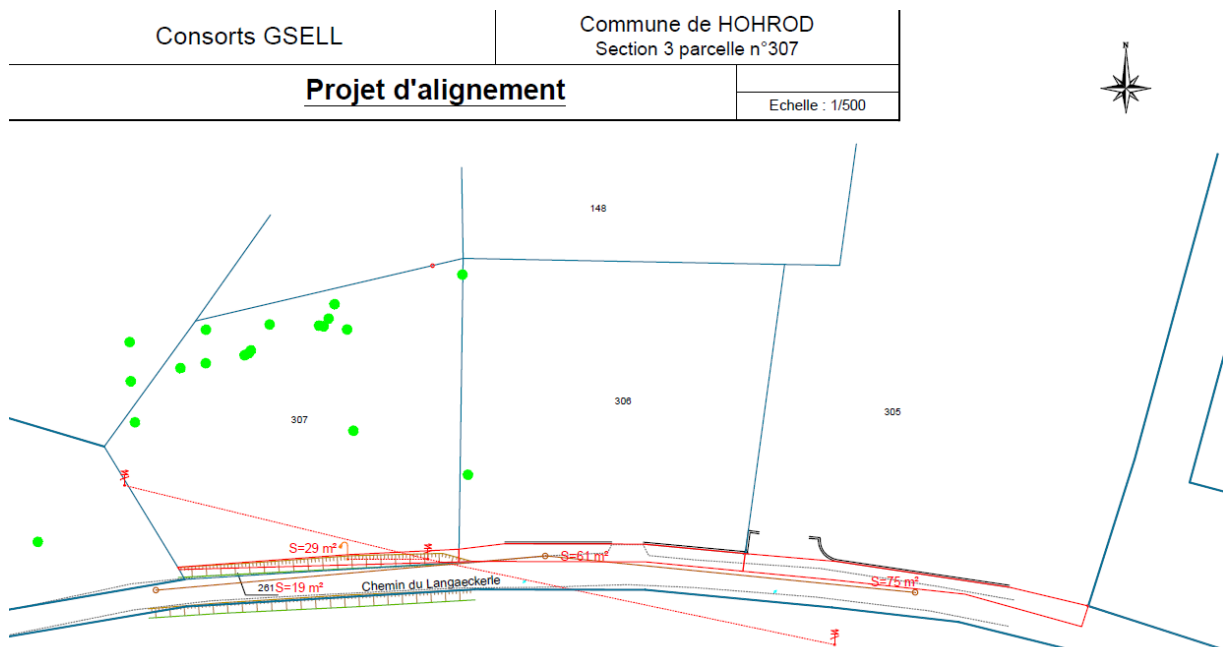 Consorts GSELL
Commune de HOHROD
Section 3 parcelle n°307
Projet d'alignement
Echelle : 1/500
N
148
307
306
305
S=29 m²
S=61 m²
S=75 m²
261
S=19 m²
Chemin du Langaeckerle